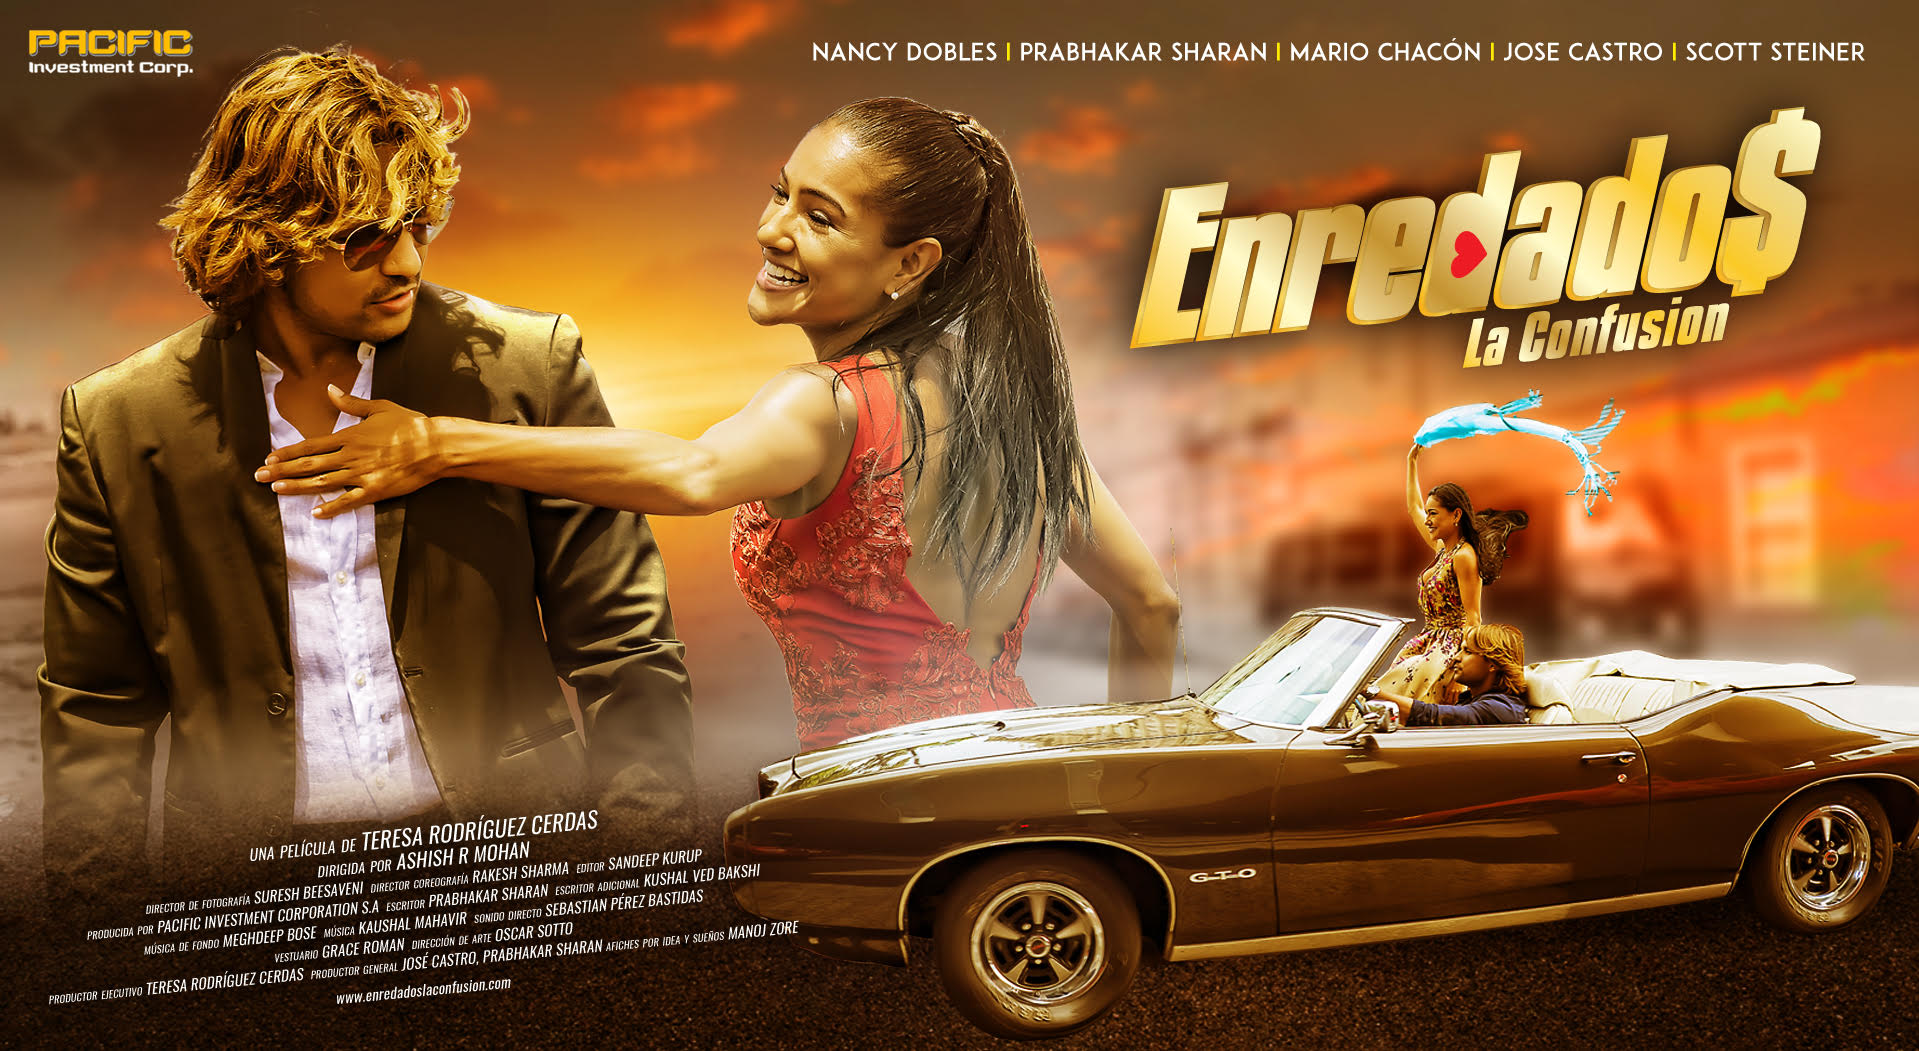 PACIFIC
Investment Corp.
NANCY DOBLES | PRABHAKAR SHARAN | MARIO CHACÓN | JOSE CASTRO | SCOTT STEINER
Enredado$
La Confusion
UNA PELÍCULA DE TERESA RODRÍGUEZ CERDAS
DIRIGIDA POR ASHISH R MOHAN
DIRECTOR DE FOTOGRAFÍA SURESH BEESAVENI DIRECTOR COREOGRAFÍA RAKESH SHARMA EDITOR SANDEEP KURUP
PRODUCIDA POR PACIFIC INVESTMENT CORPORATION S.A ESCRITOR PRABHAKAR SHARAN ESCRITOR ADICIONAL KUSHAL VED BAKSHI
MÚSICA DE FONDO MEGHDEEP BOSE MÚSICA KAUSHAL MAHAVIR SONIDO DIRECTO SEBASTIAN PÉREZ BASTIDAS
VESTUARIO GRACE ROMAN DIRECCIÓN DE ARTE OSCAR SOTTO
PRODUCTOR EJECUTIVO TERESA RODRÍGUEZ CERDAS PRODUCTOR GENERAL JOSÉ CASTRO, PRABHAKAR SHARAN AFICHES POR IDEA Y SUEÑOS MANOJ ZORE
www.enredadoslaconfusion.com
GTO